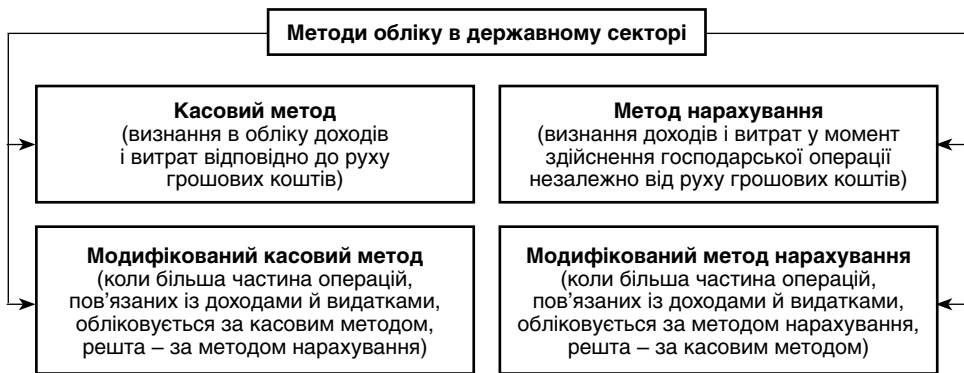 Методи обліку в державному секторі
Касовий метод
(визнання в обліку доходів
і витрат відповідно до руху
грошових коштів)
Метод нарахування
(визнання доходів і витрат у момент
здійснення господарської операції
незалежно від руху грошових коштів)
Модифікований касовий метод
(коли більша частина операцій,
пов’язаних із доходами й видатками,
обліковується за касовим методом,
решта – за методом нарахування)
Модифікований метод нарахування
(коли більша частина операцій,
пов’язаних із доходами й видатками,
обліковується за методом нарахування,
решта – за касовим методом)